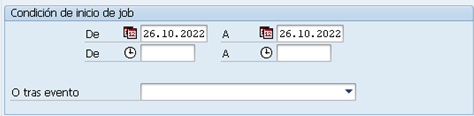 Condición de inicio de job
De 26.10.2022 A 26.10.2022
De A
O tras evento